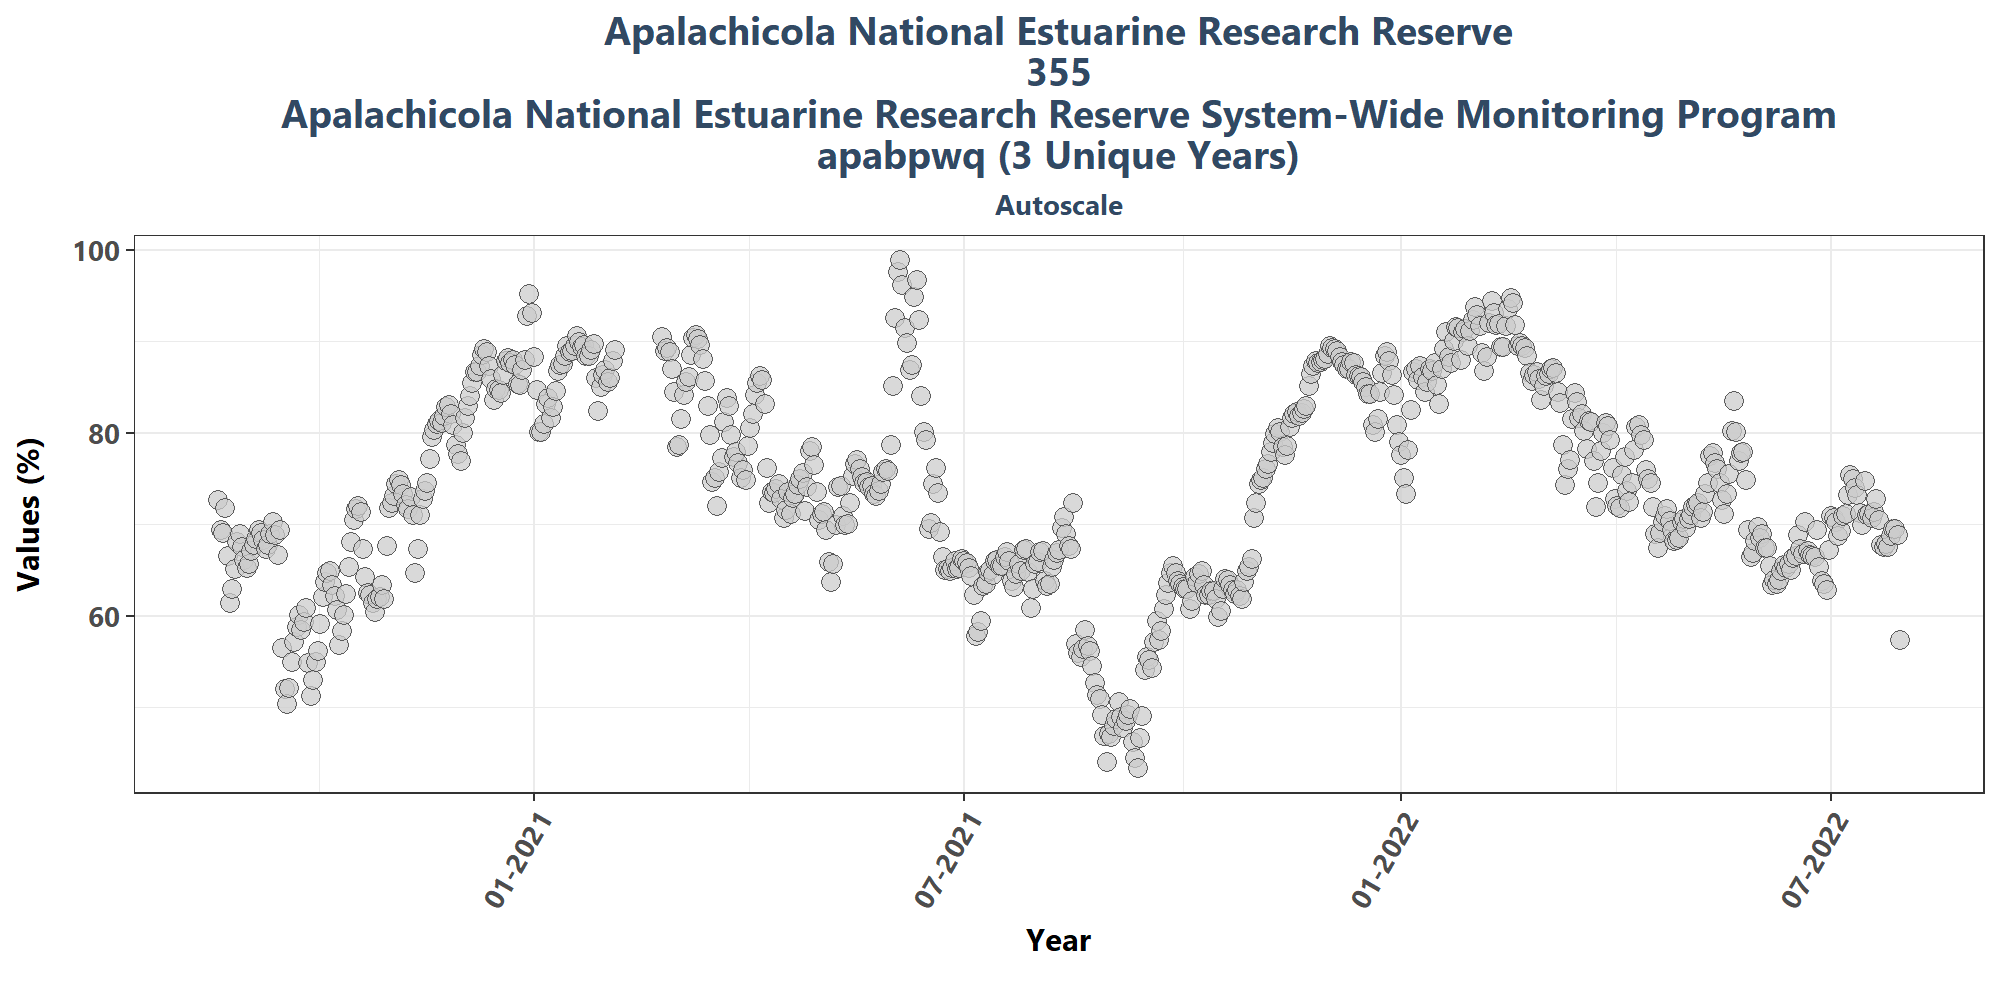 Apalachicola National Estuarine Research Reserve
355
Apalachicola National Estuarine Research Reserve System-Wide Monitoring Program
apabpwq (3 Unique Years)
Autoscale
Values (%)
100
80
60
01-2021
07-2021
01-2022
07-2022
Year